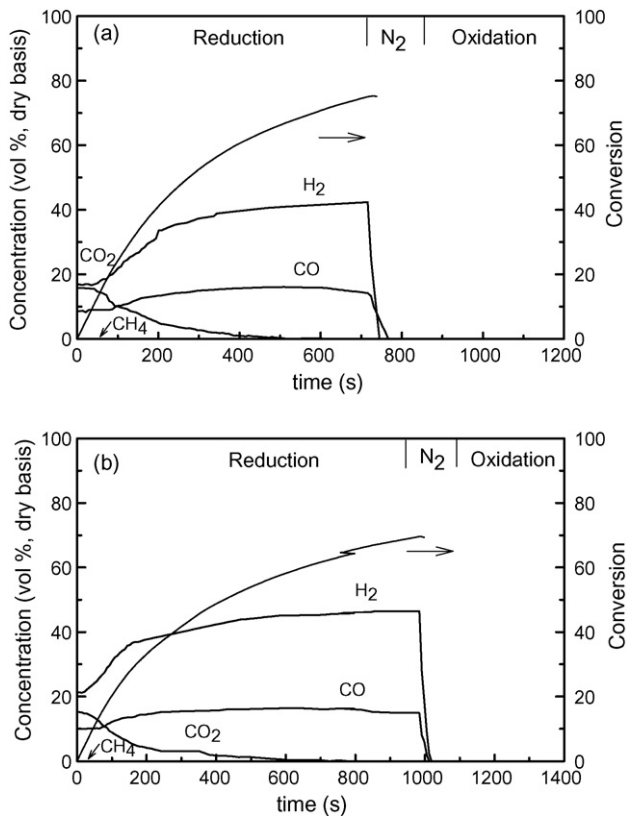 (a)
Reduction | N2 | Oxidation
100
80
60
40
20
0
100
80
60
40
20
0
Concentration (vol %, dry basis)
Conversion
H2
CO2
CO
CH4
0 200 400 600 800 1000 1200
time (s)
(b)
Reduction | N2 | Oxidation
100
80
60
40
20
0
100
80
60
40
20
0
Concentration (vol %, dry basis)
Conversion
H2
CO
CO2
CH4
0 200 400 600 800 1000 1200 1400
time (s)